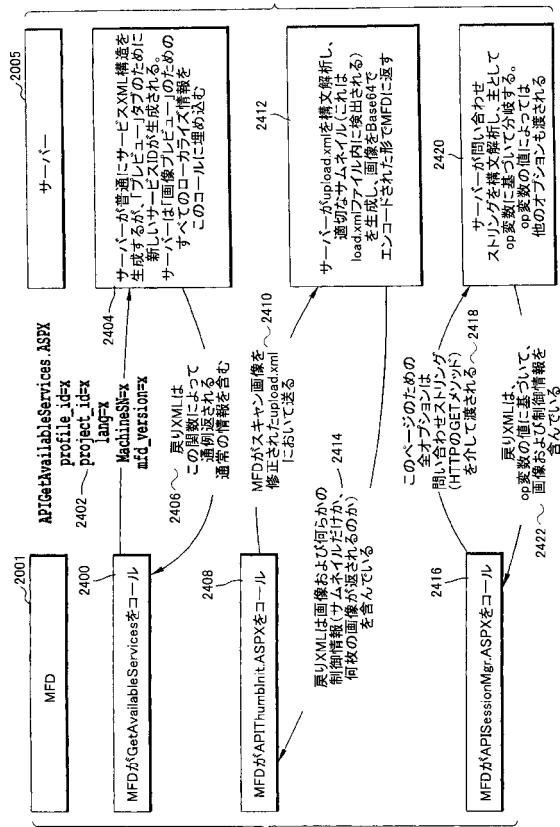 2001
MFD
2005
サーバー
APIGetAvailableServices.ASPX
profile_id=x
project_id=x
lang=x
MachineSN=x
mfd_version=x
2402
2400
MFDがGetAvailableServicesをコール
2404
サーバーが普通にサービスXML構造を
生成するが、「プレビュー」タブのために
新しいサービスIDが生成される。
サーバーは「画像プレビュー」のための
すべてのローカライズ情報を
このコールに埋め込む
2406
戻りXMLは
この関数によって
通例返される
通常の情報を含む
2408
MFDがAPIThumbInit.ASPXをコール
2410
MFDがスキャン画像を
修正されたupload.xmlに
おいて送る
2412
サーバーがupload.xmlを構文解析し、
適切なサムネイル(これは
load.xmlファイル内に検出される)
を生成し、画像をBase64で
エンコードされた形でMFDに返す
2414
戻りXMLは画像および何らかの
制御情報(サムネイルだけか、
何枚の画像が返されるのか)
を含んでいる
2416
MFDがAPISessionMgr.ASPXをコール
このページのための
全オプションは
問い合わせストリング
(HTTPのGETメソッド)
を介して渡される
2418
2420
サーバーが問い合わせ
ストリングを構文解析し、主として
op変数に基づいて分岐する。
op変数の値によっては
他のオプションも渡される
2422
戻りXMLは、
op変数の値に基づいて、
画像および制御情報を
含んでいる